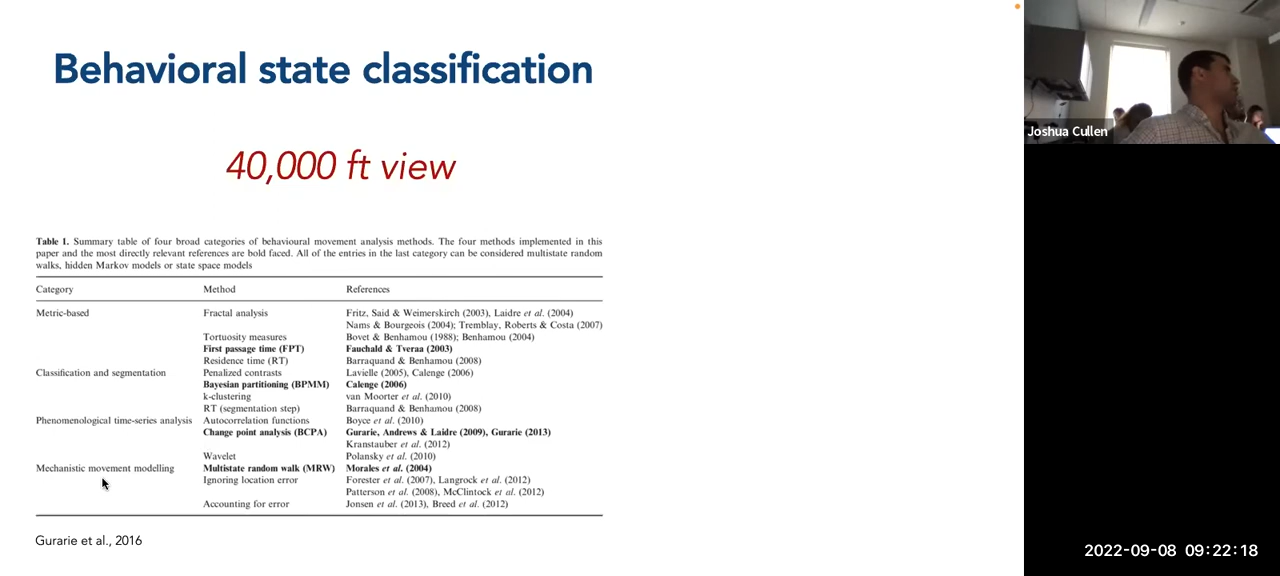 Behavioral state classification
40,000 ft view
Table 1. Summary table of four broad categories of behavioural movement analysis methods. The four methods implemented in this
paper and the most directly relevant references are bold faced. All of the entries in the last category can be considered multistate random
walks, hidden Markov models or state space models
Category Method References
Metric-based Fractal analysis Fritz, Said & Weimerskirch (2003), Laidre et al. (2004)
Nams & Bourgeois (2004); Tremblay, Roberts & Costa (2007)
Tortuosity measures Bovet & Benhamou (1988); Benhamou (2004)
First passage time (FPT) Fauchald & Tveraa (2003)
Residence time (RT) Barraquand & Benhamou (2008)
Classification and segmentation Penalized contrasts Lavielle (2005), Calenge (2006)
Bayesian partitioning (BPMM) Calenge (2006)
k-clustering van Moorter et al. (2010)
RT (segmentation step) Barraquand & Benhamou (2008)
Phenomenological time-series analysis Autocorrelation functions Boyce et al. (2010)
Change point analysis (BCPA) Gurarie, Andrews & Laidre (2009), Gurarie (2013)
Kranstauber et al. (2012)
Wavelet Polansky et al. (2010)
Mechanistic movement modelling Multistate random walk (MRW) Morales et al. (2004)
Ignoring location error Forester et al. (2007), Langrock et al. (2012)
Patterson et al. (2008), McClintock et al. (2012)
Accounting for error Jonsen et al. (2013), Breed et al. (2012)
Gurarie et al., 2016
Joshua Cullen
2022-09-08 09:22:18